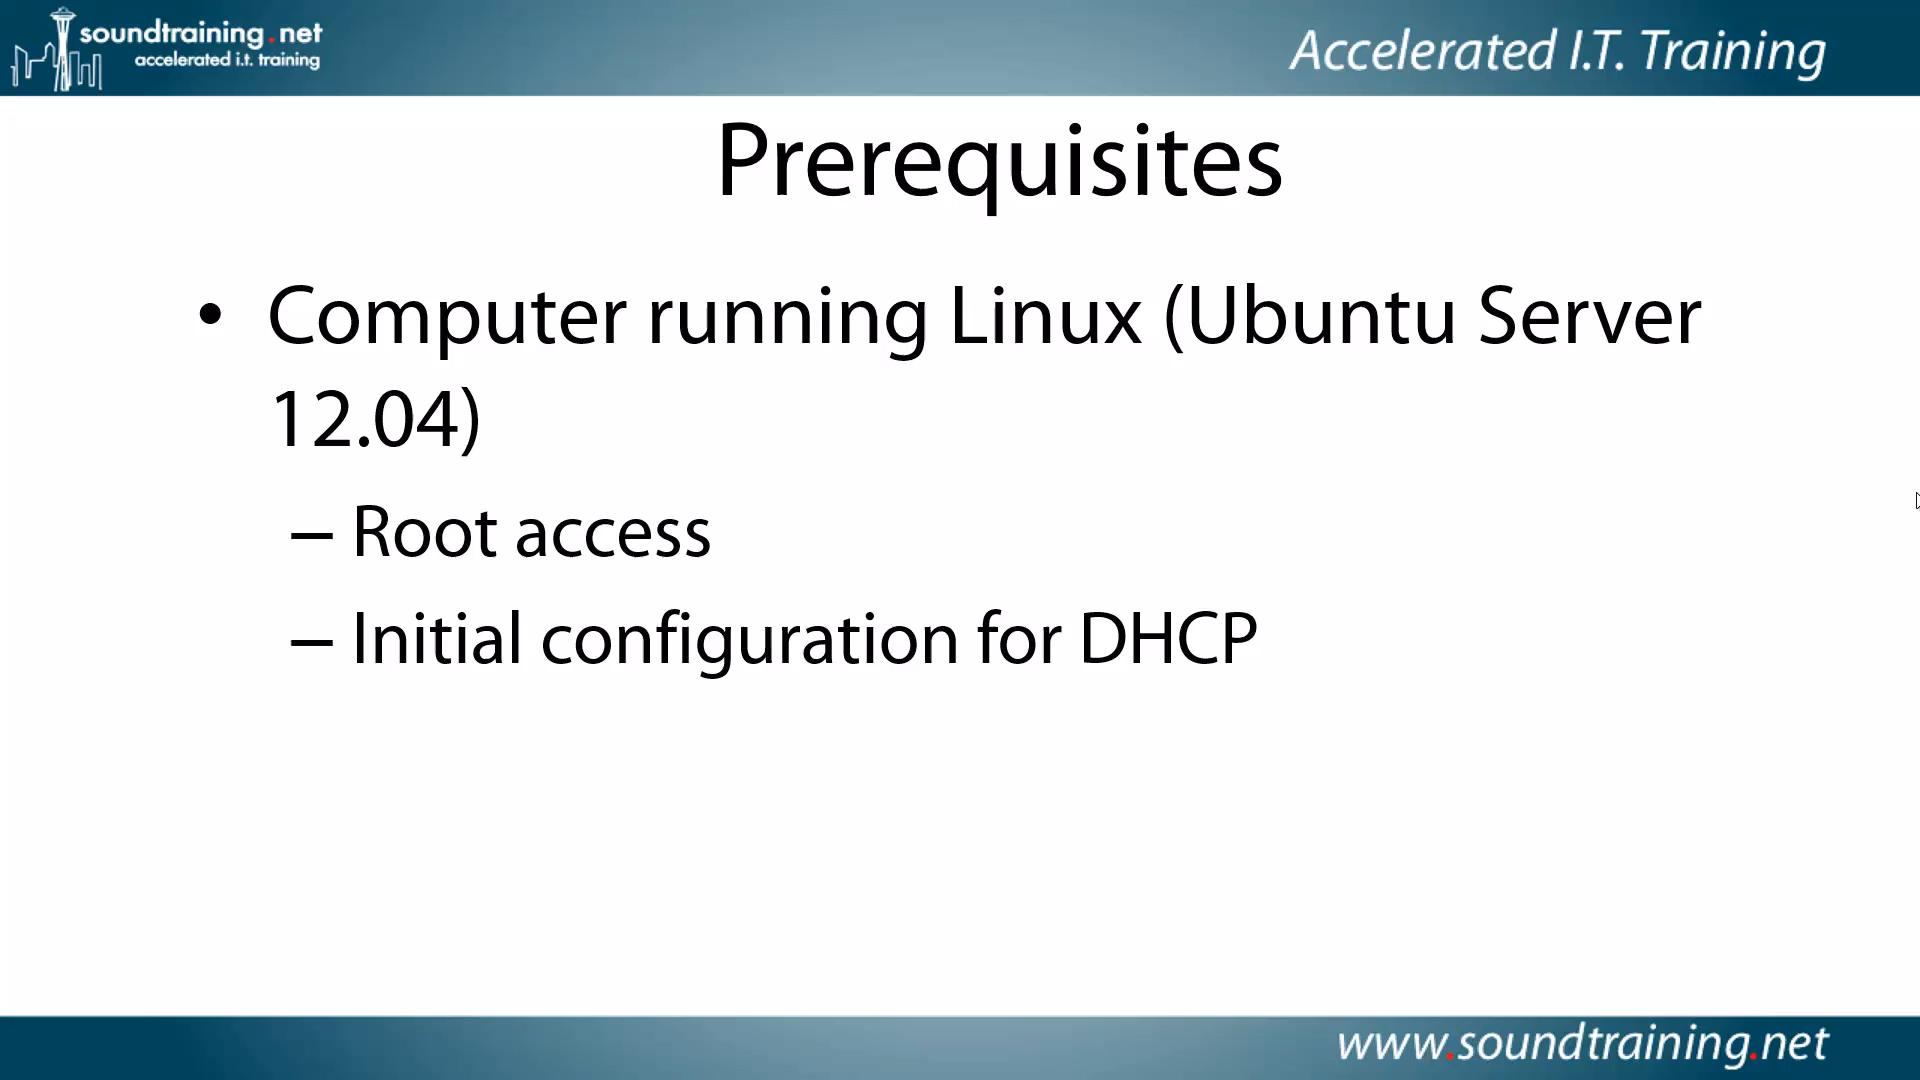 soundtraining.net
accelerated i.t. training
Accelerated I.T. Training
Prerequisites
• Computer running Linux (Ubuntu Server
12.04)
– Root access
– Initial configuration for DHCP
www.soundtraining.net